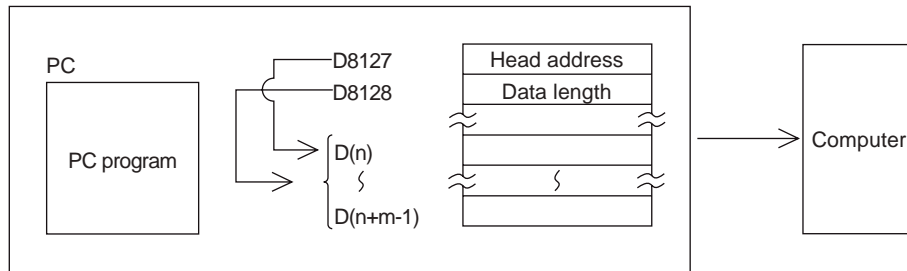 PC
PC program
D8127
D8128
D(n)
D(n+m-1)
Head address
Data length
Computer